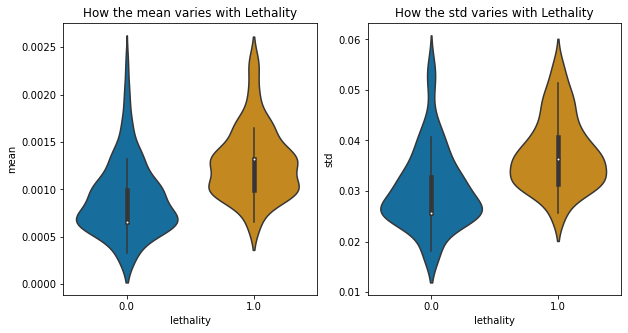 How the mean varies with Lethality
mean
0.0025
0.0020
0.0015
0.0010
0.0005
0.0000
0.0
1.0
lethality
How the std varies with Lethality
std
0.06
0.05
0.04
0.03
0.02
0.01
0.0
1.0
lethality